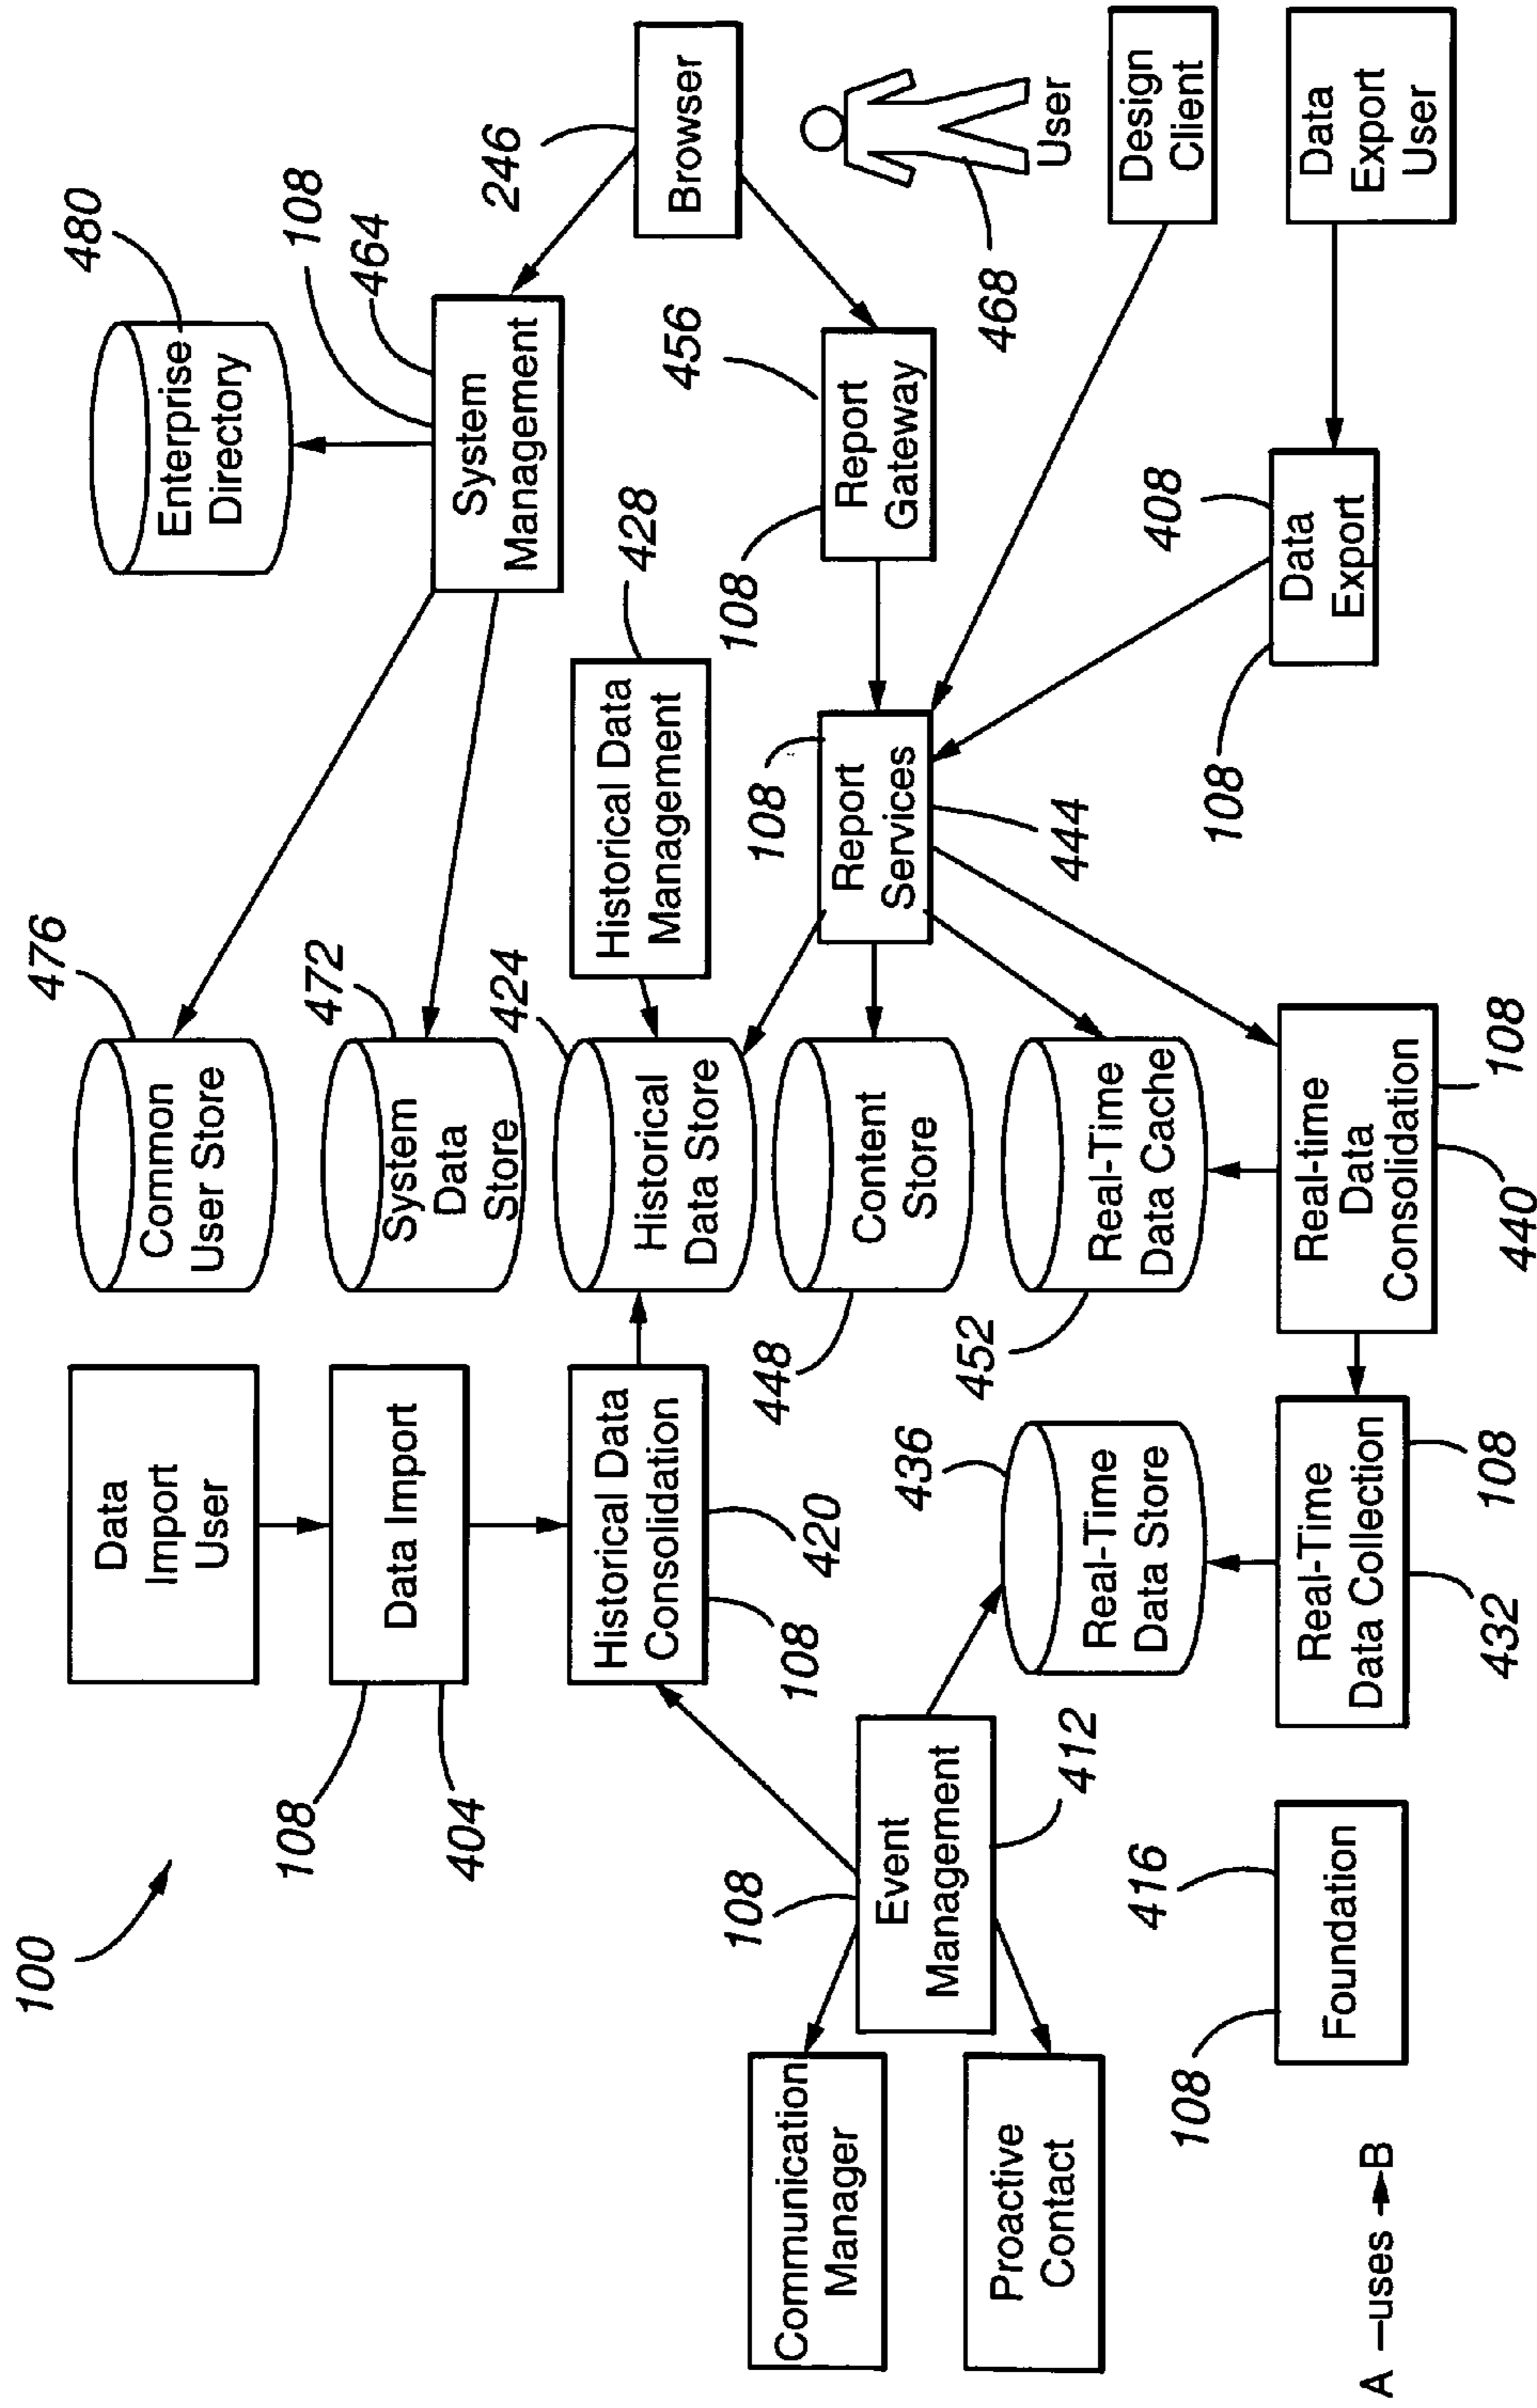 100
108
404
Data
Import
User
Data Import
Historical Data
Consolidation
108
420
Common
User Store
476
System
Data
Store
472
Historical
Data Store
424
Enterprise
Directory
480
108
464
System
Management
246
Browser
Historical Data
Management
428
Communication
Manager
Proactive
Contact
108
Event
Management
412
436
Real-Time
Data Store
448
Content
Store
452
Real-Time
Data Cache
108
Report
Services
444
108
Report
Gateway
456
User
468
Design
Client
108
Foundation
416
Real-Time
Data Collection
432
108
Real-time
Data
Consolidation
440
108
108
Data
Export
408
Data
Export
User
A – uses → B